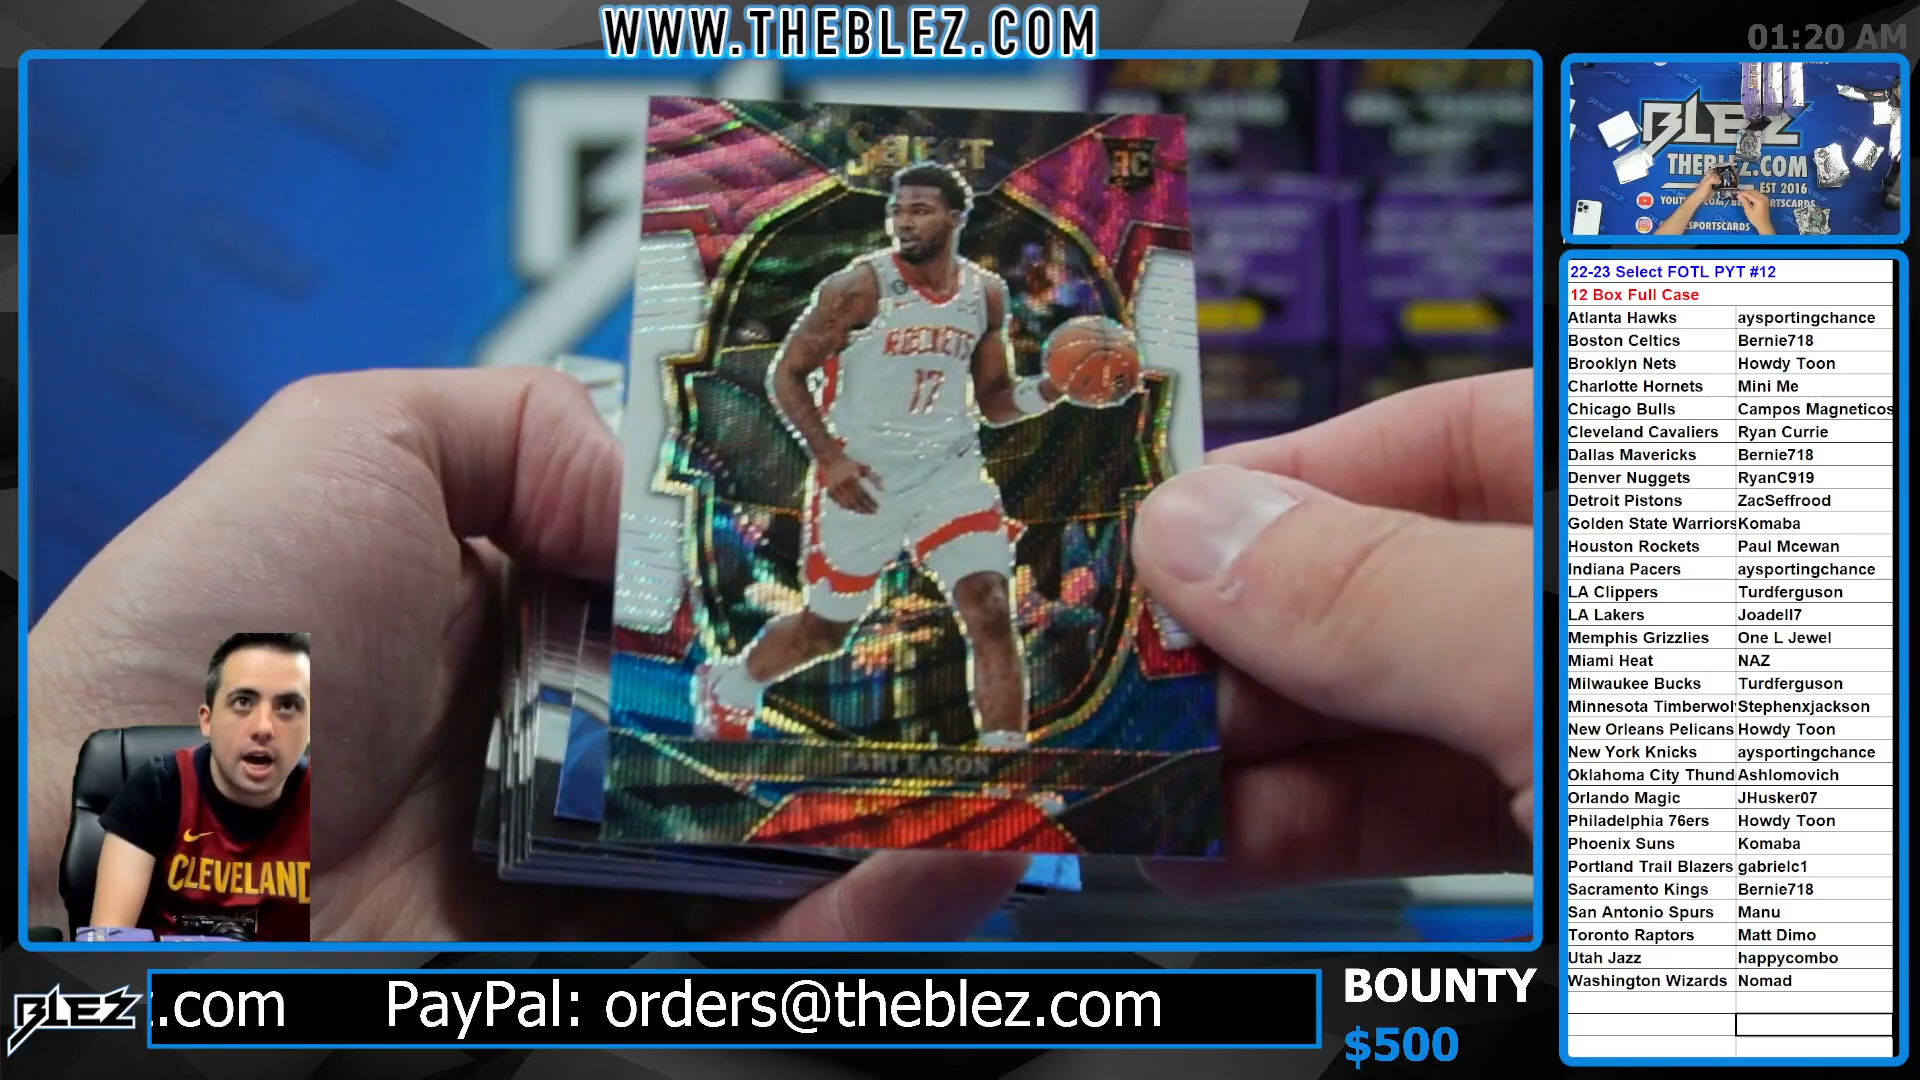 WWW.THEBLEZ.COM
01:20 AM
SELECT
RC
ROCKETS
17
TARI EASON
CLEVELAND
BLEZ
THEBLEZ.COM
EST 2016
22-23 Select FOTL PYT #12
12 Box Full Case
Atlanta Hawks aysportingchance
Boston Celtics Bernie718
Brooklyn Nets Howdy Toon
Charlotte Hornets Mini Me
Chicago Bulls Campos Magneticos
Cleveland Cavaliers Ryan Currie
Dallas Mavericks Bernie718
Denver Nuggets RyanC919
Detroit Pistons ZacSeffrood
Golden State Warriors Komaba
Houston Rockets Paul Mcewan
Indiana Pacers aysportingchance
LA Clippers Turdferguson
LA Lakers Joadell7
Memphis Grizzlies One L Jewel
Miami Heat NAZ
Milwaukee Bucks Turdferguson
Minnesota Timberwol Stephenxjackson
New Orleans Pelicans Howdy Toon
New York Knicks aysportingchance
Oklahoma City Thund Ashlomovich
Orlando Magic JHusker07
Philadelphia 76ers Howdy Toon
Phoenix Suns Komaba
Portland Trail Blazers gabrielc1
Sacramento Kings Bernie718
San Antonio Spurs Manu
Toronto Raptors Matt Dimo
Utah Jazz happycombo
Washington Wizards Nomad
BLEZ
.com PayPal: orders@theblez.com
BOUNTY
$500